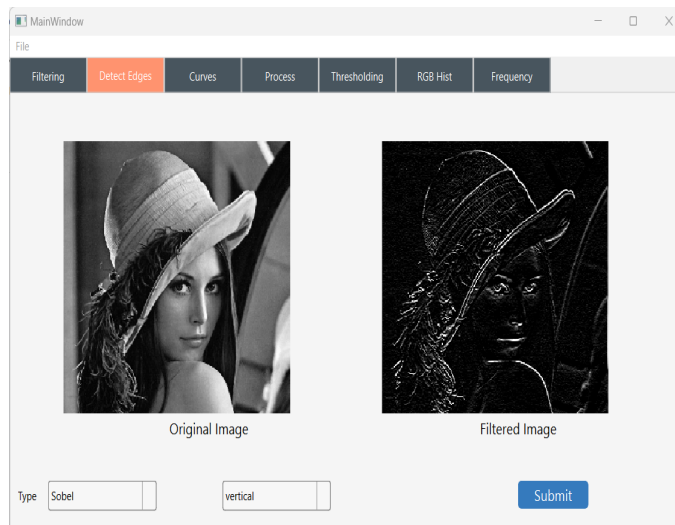 MainWindow
File
Filtering Detect Edges Curves Process Thresholding RGB Hist Frequency
Original Image Filtered Image
Type Sobel vertical Submit